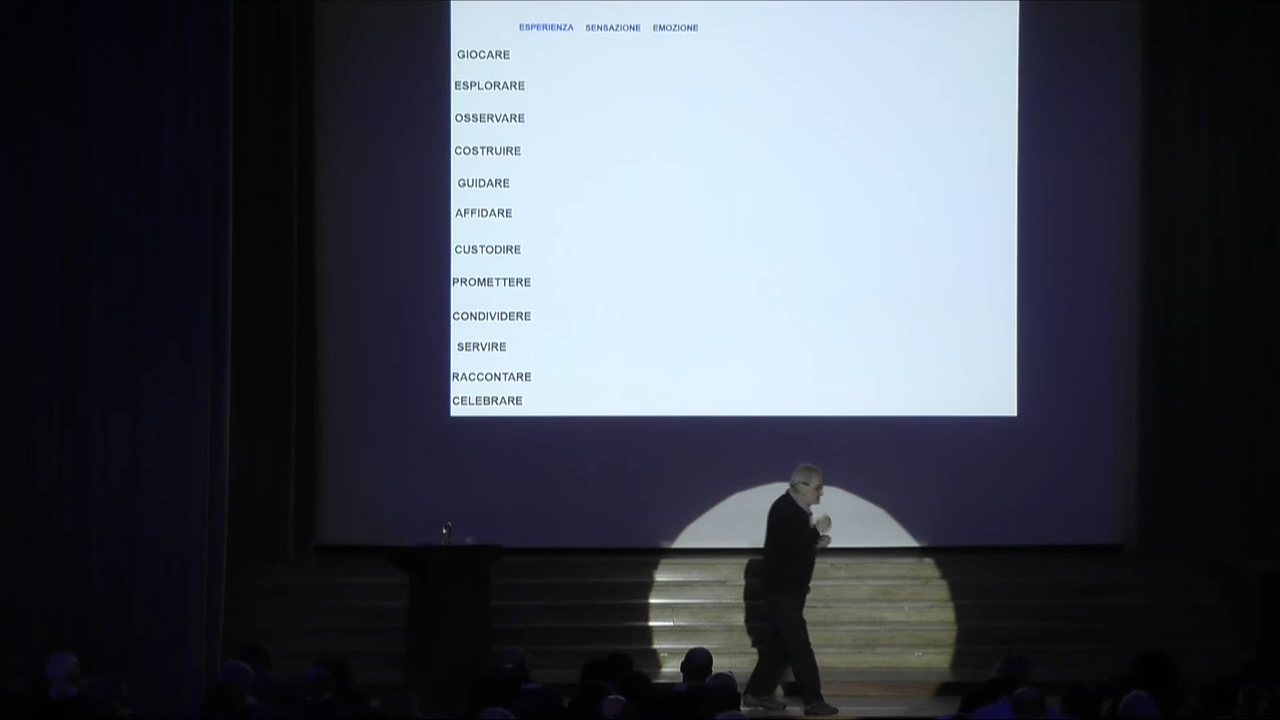 ESPERIENZA SENSAZIONE EMOZIONE
GIOCARE
ESPLORARE
OSSERVARE
COSTRUIRE
GUIDARE
AFFIDARE
CUSTODIRE
PROMETTERE
CONDIVIDERE
SERVIRE
RACCONTARE
CELEBRARE